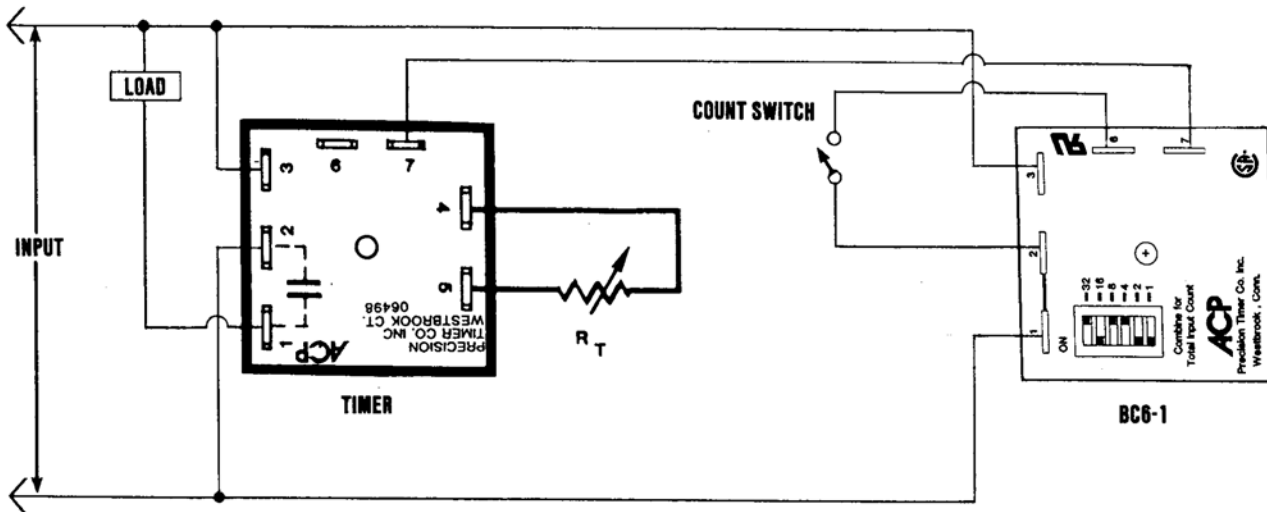 INPUT
LOAD
3
2
1
6
7
4
5
PRECISION
TIMER CO. INC
WESTBROOK CT.
06498
ACP
TIMER
R T
COUNT SWITCH
6
7
3
2
1
32
16
8
4
2
1
ON
Combine for
Total Input Count
ACP
Precision Timer Co. Inc.
Westbrook, Conn.
BC6-1